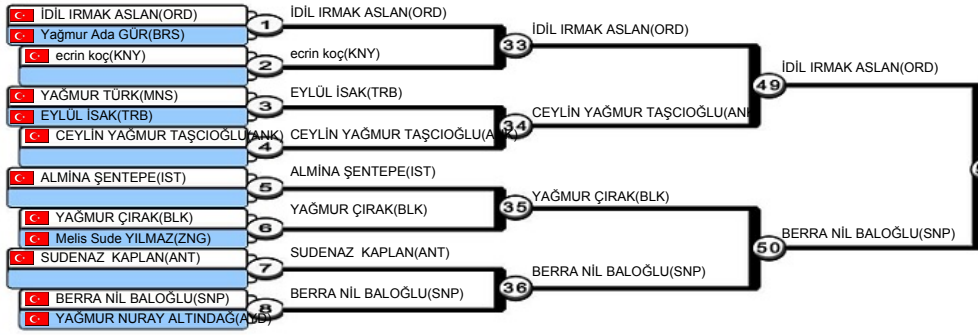 İDİL IRMAK ASLAN(ORD)
Yağmur Ada GÜR(BRS)
1
İDİL IRMAK ASLAN(ORD)
ecrin koç(KNY)
2
ecrin koç(KNY)
33
İDİL IRMAK ASLAN(ORD)
YAĞMUR TÜRK(MNS)
EYLÜL İSAK(TRB)
3
EYLÜL İSAK(TRB)
CEYLİN YAĞMUR TAŞCIOĞLU(ANK)
4
CEYLİN YAĞMUR TAŞCIOĞLU(ANK)
34
CEYLİN YAĞMUR TAŞCIOĞLU(ANK
49
İDİL IRMAK ASLAN(ORD)
ALMİNA ŞENTEPE(IST)
5
ALMİNA ŞENTEPE(IST)
YAĞMUR ÇIRAK(BLK)
Melis Sude YILMAZ(ZNG)
6
YAĞMUR ÇIRAK(BLK)
35
YAĞMUR ÇIRAK(BLK)
SUDENAZ KAPLAN(ANT)
7
SUDENAZ KAPLAN(ANT)
BERRA NİL BALOĞLU(SNP)
YAĞMUR NURAY ALTINDAĞ(AYD)
8
BERRA NİL BALOĞLU(SNP)
36
BERRA NİL BALOĞLU(SNP)
50
BERRA NİL BALOĞLU(SNP)